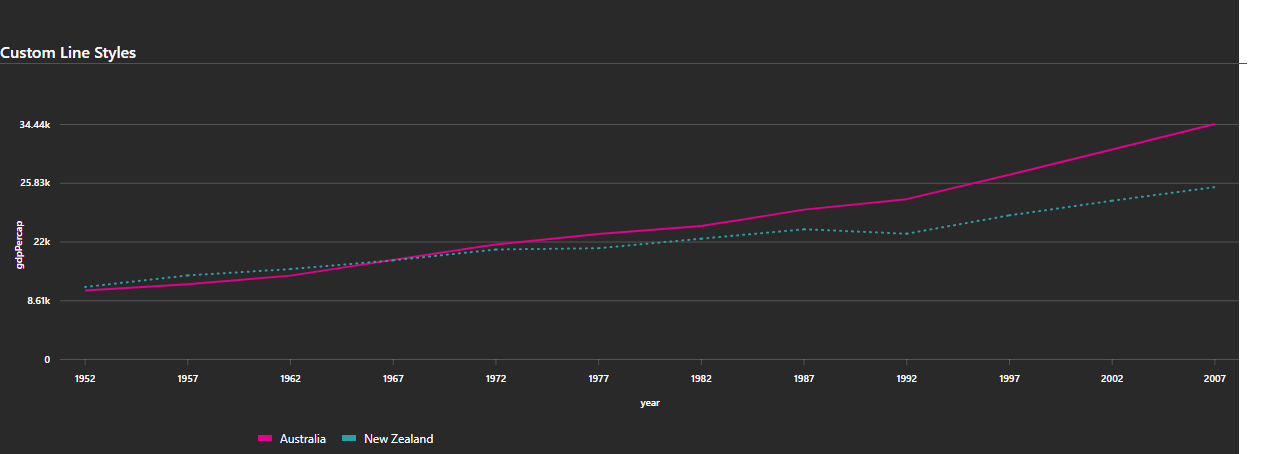 Custom Line Styles
34.44k
25.83k
22k
8.61k
0
gdpPercap
1952 1957 1962 1967 1972 1977 1982 1987 1992 1997 2002 2007
year
Australia New Zealand